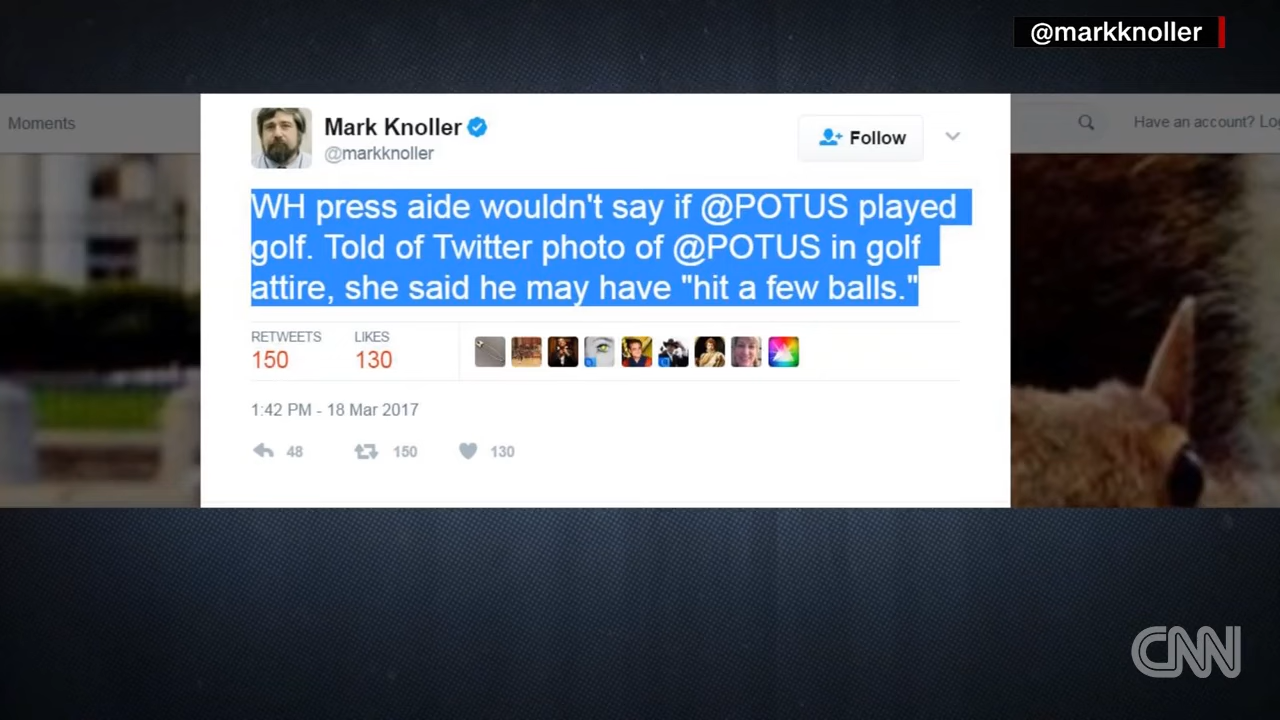 @markknoller
Moments
Mark Knoller
@markknoller
Follow
Have an account? Lo
WH press aide wouldn't say if @POTUS played
golf. Told of Twitter photo of @POTUS in golf
attire, she said he may have "hit a few balls."
RETWEETS LIKES
150 130
1:42 PM - 18 Mar 2017
48 150 130
CNN